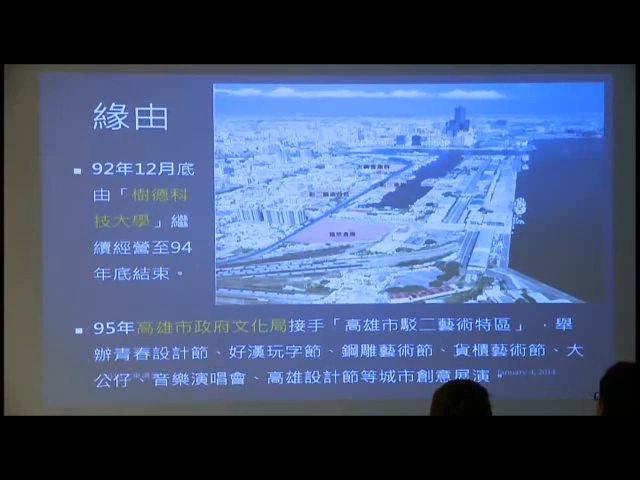 緣由
92年12月底
由「樹德科
技大學」繼
續經營至94
年底結束。
95年高雄市政府文化局接手「高雄市駁二藝術特區」，舉
辦青春設計節、好漢玩字節、鋼雕藝術節、貨櫃藝術節、大
公仔、音樂演唱會、高雄設計節等城市創意展演。
January 4, 2014